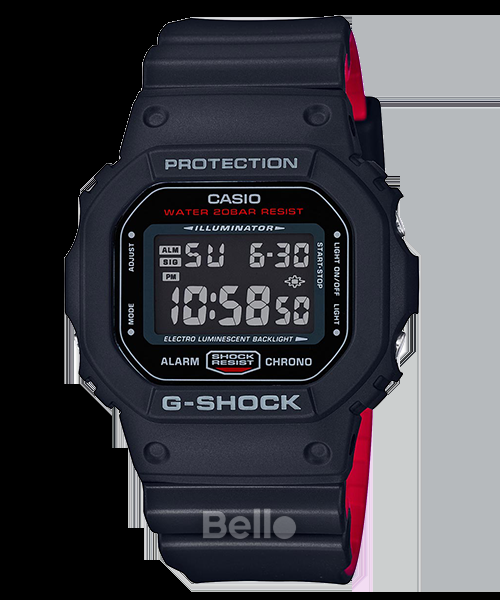 PROTECTION
CASIO
WATER 20BAR RESIST
ILLUMINATOR
ADJUST
MODE
LIGHT ON/OFF
LIGHT
START·STOP
ALM
SIG
SU 6-30
PM
10:58 50
ELECTRO LUMINESCENT BACKLIGHT
ALARM SHOCK RESIST CHRONO
G-SHOCK
Bello